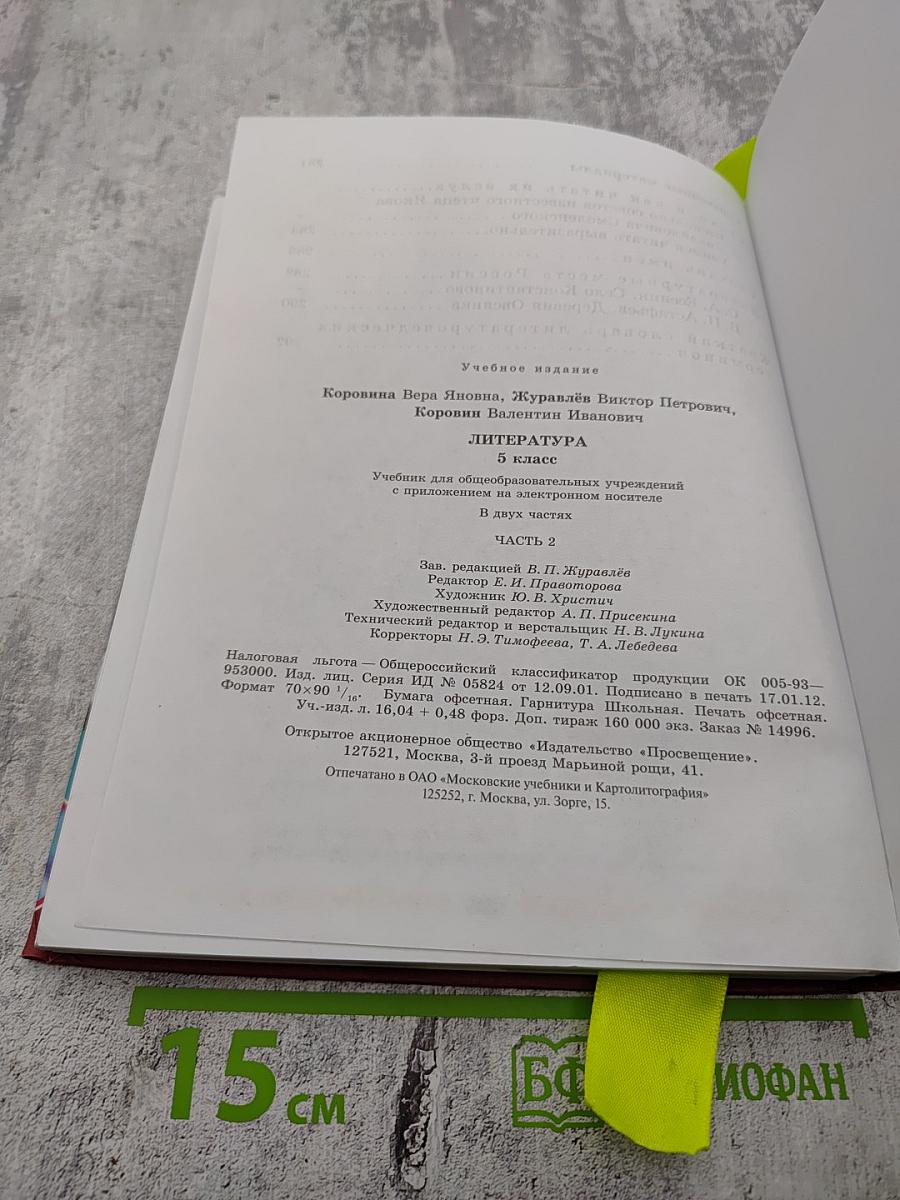 Учебное издание
Коровина Вера Яновна, Журавлёв Виктор Петрович,
Коровин Валентин Иванович
ЛИТЕРАТУРА
5 класс
Учебник для общеобразовательных учреждений
с приложением на электронном носителе
В двух частях
ЧАСТЬ 2
Зав. редакцией В. П. Журавлёв
Редактор Е. И. Правоторова
Художник Ю. В. Христич
Художественный редактор А. П. Присекина
Технический редактор и верстальщик Н. В. Лукина
Корректоры Н. Э. Тимофеева, Т. А. Лебедева
Налоговая льгота — Общероссийский классификатор продукции ОК 005-93—
953000. Изд. лиц. Серия ИД № 05824 от 12.09.01. Подписано в печать 17.01.12.
Формат 70×90 1/16. Бумага офсетная. Гарнитура Школьная. Печать офсетная.
Уч.-изд. л. 16,04 + 0,48 форз. Доп. тираж 160 000 экз. Заказ № 14996.
Открытое акционерное общество «Издательство «Просвещение».
127521, Москва, 3-й проезд Марьиной рощи, 41.
Отпечатано в ОАО «Московские учебники и Картолитография»
125252, г. Москва, ул. Зорге, 15.
15 см
БФ ИОФАН